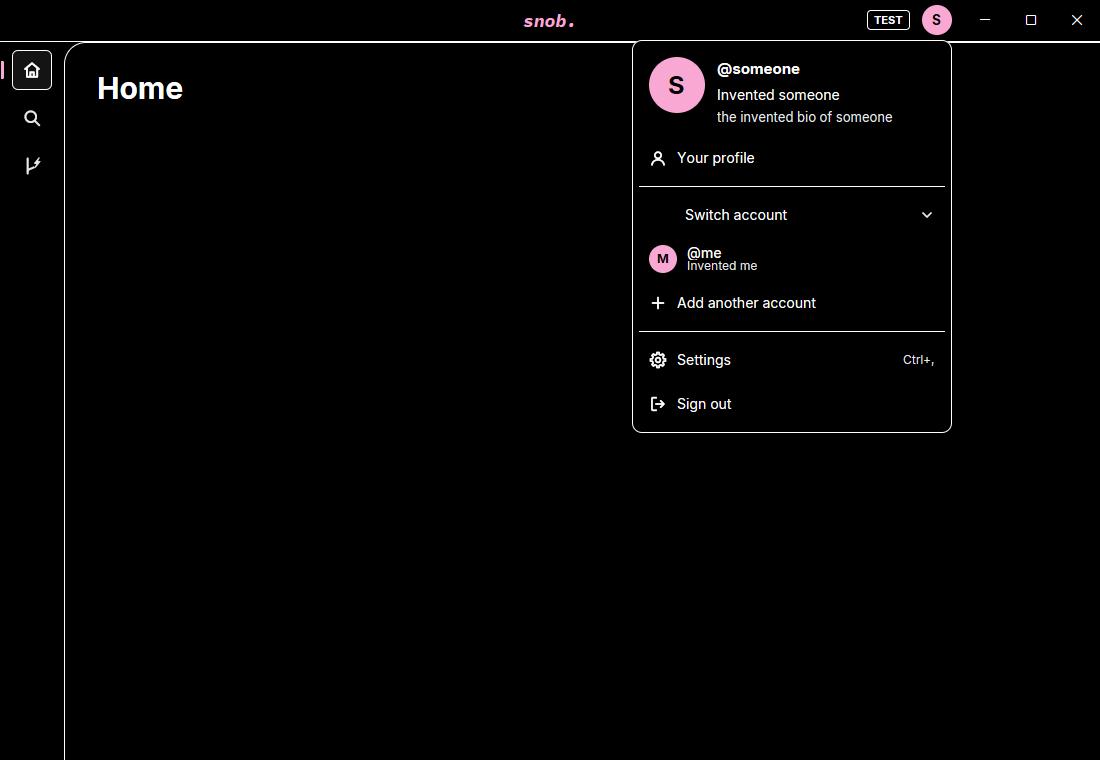 snob.
TEST
S
Home
S
@someone
Invented someone
the invented bio of someone
Your profile
Switch account
M
@me
Invented me
Add another account
Settings
Ctrl+,
Sign out